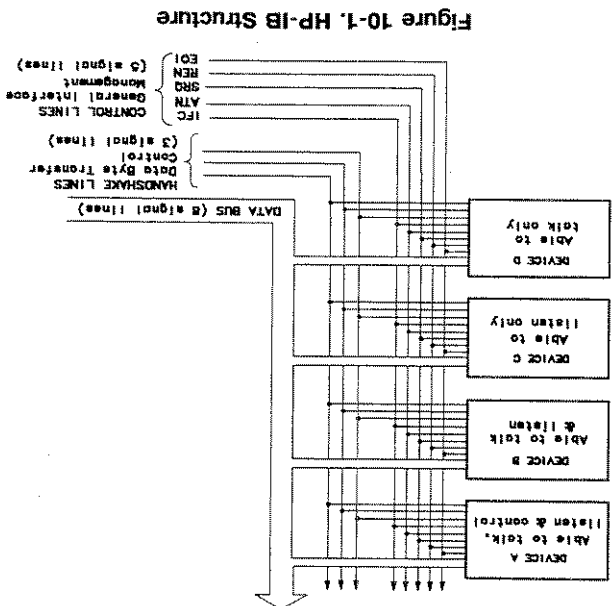 DEVICE A
Able to talk,
listen & control
DEVICE B
Able to talk
& listen
DEVICE C
Able to
listen only
DEVICE D
Able to
talk only
DATA BUS (8 signal lines)
HANDSHAKE LINES
Data Byte Transfer
Control
(3 signal lines)
IFC
ATN
SRQ
REN
EOI
CONTROL LINES
General Interface
Management
(5 signal lines)
Figure 10-1. HP-IB Structure